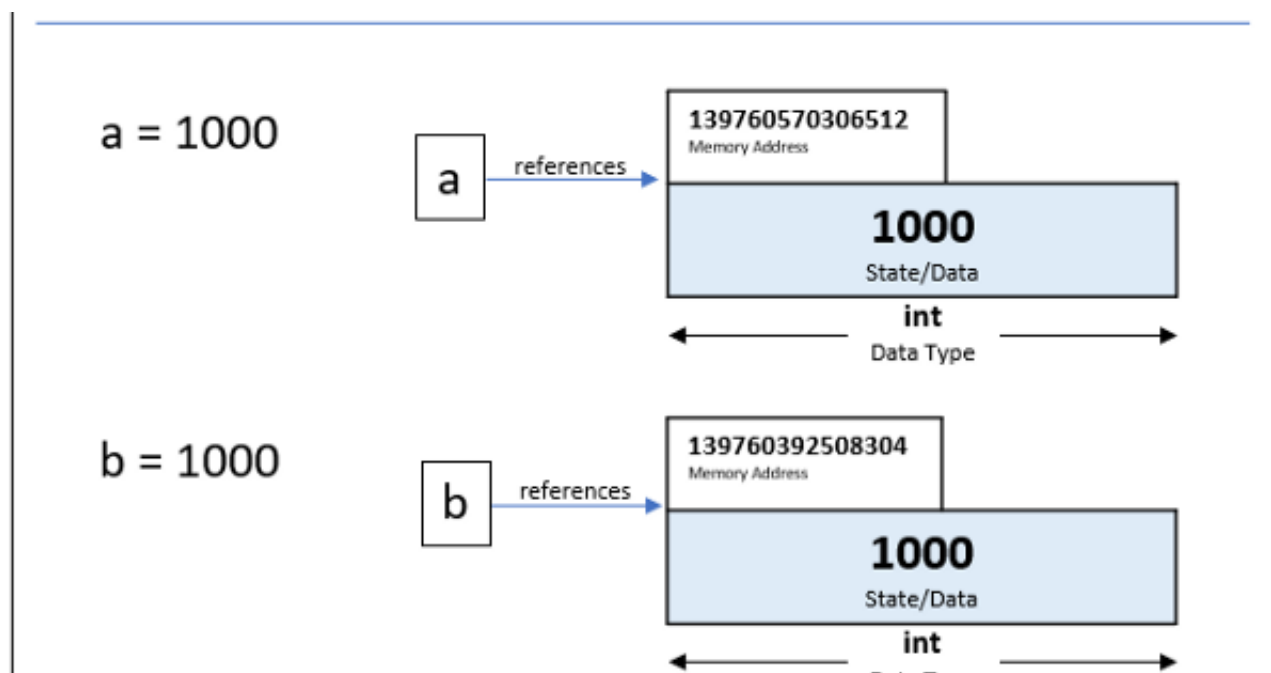 a = 1000
a
references
139760570306512
Memory Address
1000
State/Data
int
Data Type
b = 1000
b
references
139760392508304
Memory Address
1000
State/Data
int